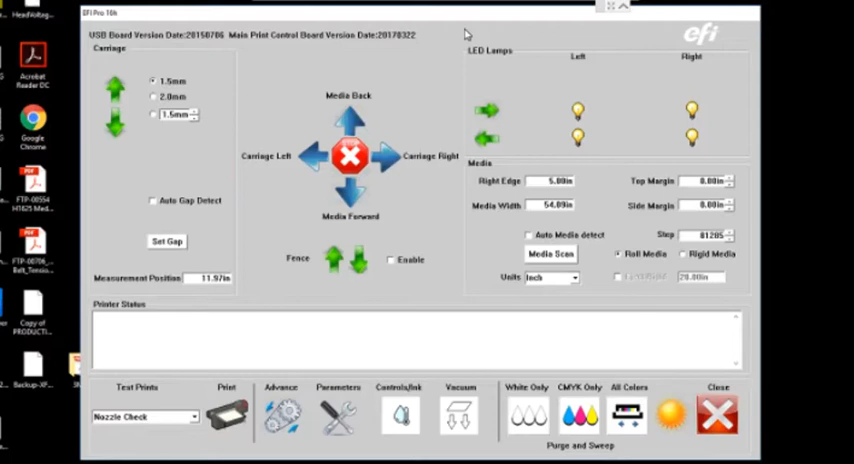 HeadVoltag...
EFI Pro 16h
USB Board Version Date:20150706 Main Print Control Board Version Date:20170322
efi
Carriage
LED Lamps
Left
Right
Acrobat
Reader DC
1.5mm
2.0mm
1.5mm
Media Back
Google
Chrome
Carriage Left
Carriage Right
Media
Right Edge 5.00in
Top Margin 0.00in
PDF
FTP-00554
H1625 Med...
Auto Gap Detect
Media Width 54.09in
Side Margin 0.00in
Media Forward
Auto Media detect
Step 81285
Set Gap
Media Scan
Roll Media
Rigid Media
PDF
FTP-00706_...
Belt_Tension...
Fence
Enable
Measurement Position 11.97in
Units Inch
20.00in
Printer Status
Copy of
PRODUCTI...
Backup-XF...
Test Prints
Print
Advance
Parameters
Controls/Ink
Vacuum
White Only
CMYK Only
All Colors
Close
Nozzle Check
Purge and Sweep